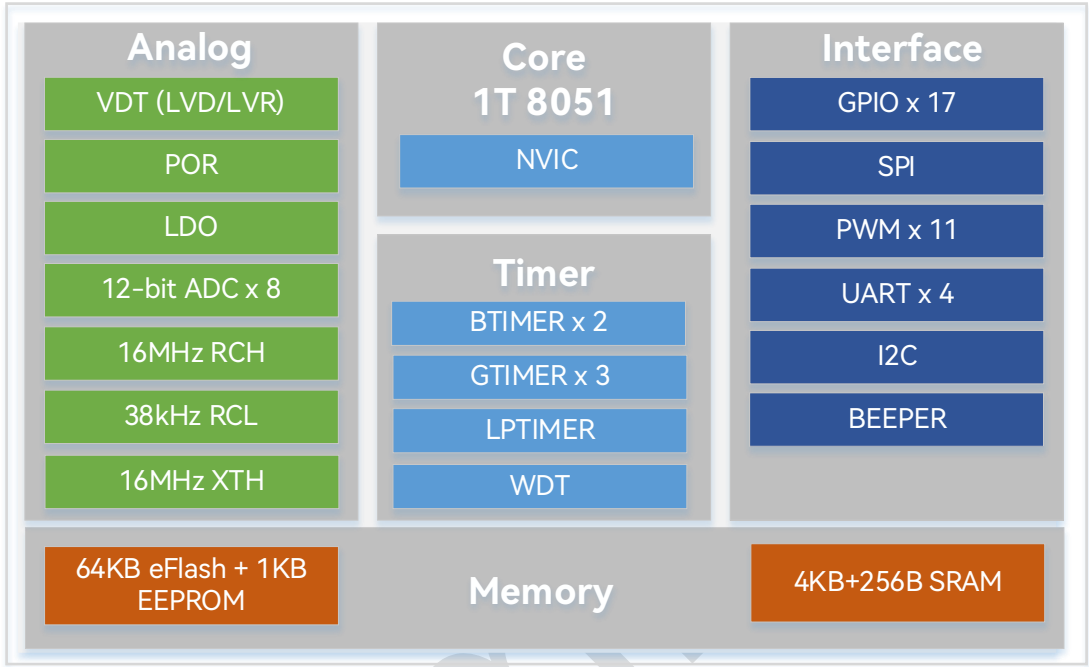 Analog
VDT (LVD/LVR)
POR
LDO
12-bit ADC x 8
16MHz RCH
38kHz RCL
16MHz XTH
Core
1T 8051
NVIC
Timer
BTIMER x 2
GTIMER x 3
LPTIMER
WDT
Interface
GPIO x 17
SPI
PWM x 11
UART x 4
I2C
BEEPER
64KB eFlash + 1KB
EEPROM
Memory
4KB+256B SRAM